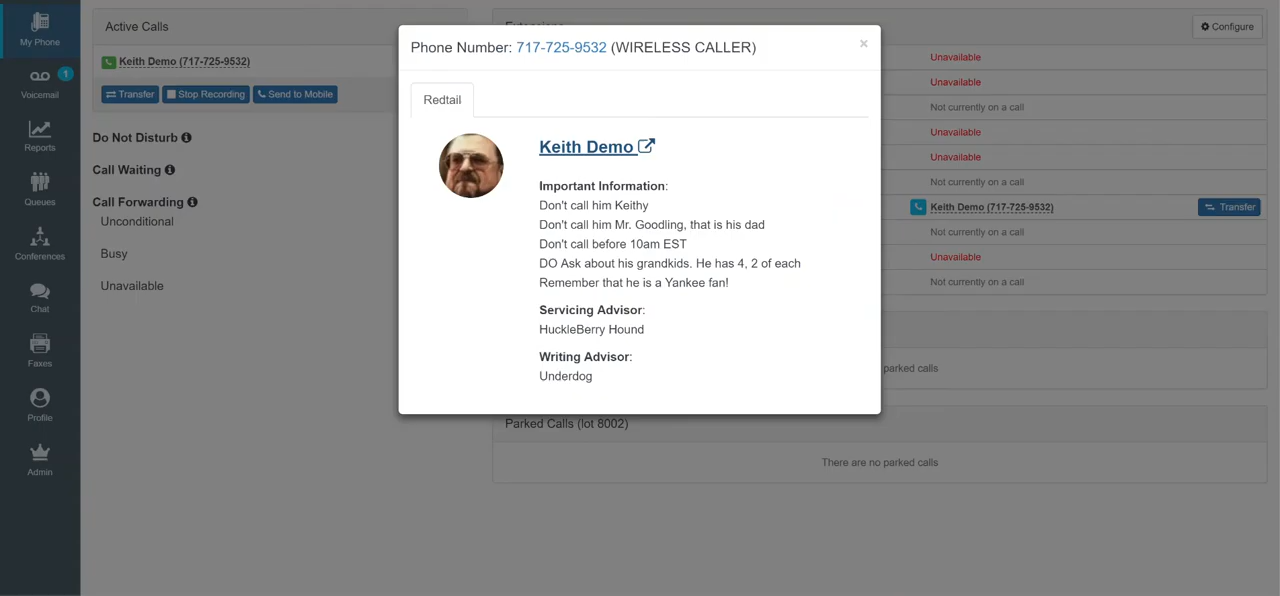 My Phone
1
Voicemail
Reports
Queues
Conferences
Chat
Faxes
Profile
Admin
Active Calls
Keith Demo (717-725-9532)
Transfer
Stop Recording
Send to Mobile
Do Not Disturb
Call Waiting
Call Forwarding
Unconditional
Busy
Unavailable
Phone Number: 717-725-9532 (WIRELESS CALLER)
×
Redtail
Keith Demo
Important Information:
Don't call him Keithy
Don't call him Mr. Goodling, that is his dad
Don't call before 10am EST
DO Ask about his grandkids. He has 4, 2 of each
Remember that he is a Yankee fan!
Servicing Advisor:
HuckleBerry Hound
Writing Advisor:
Underdog
Configure
Unavailable
Unavailable
Not currently on a call
Unavailable
Unavailable
Not currently on a call
Keith Demo (717-725-9532)
Transfer
Not currently on a call
Unavailable
Not currently on a call
parked calls
Parked Calls (lot 8002)
There are no parked calls